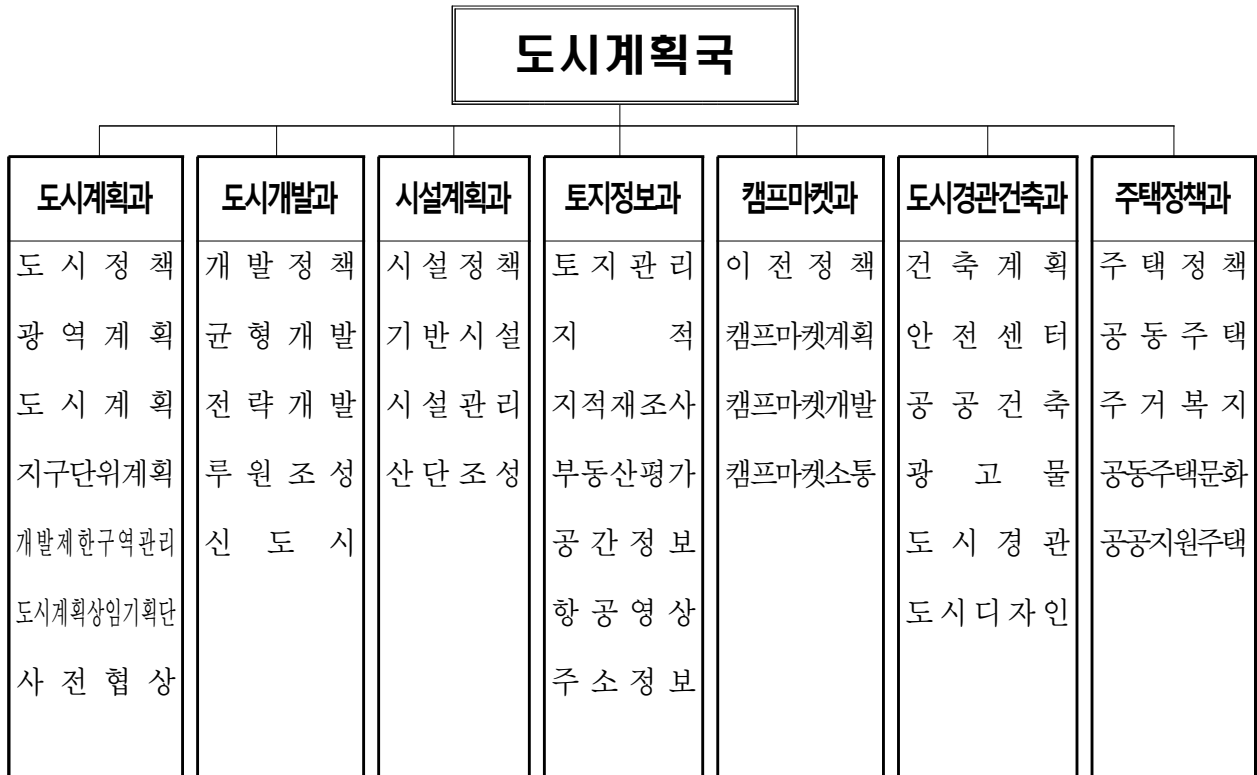 도시계획국
도시계획과
도시정책
광역계획
도시계획
지구단위계획
개발제한구역관리
도시계획상임기획단
사전협상
도시개발과
개발정책
균형개발
전략개발
루원조성
신도시
시설계획과
시설정책
기반시설
시설관리
산단조성
토지정보과
토지관리
지적
지적재조사
부동산평가
공간정보
항공영상
주소정보
캠프마켓과
이전정책
캠프마켓계획
캠프마켓개발
캠프마켓소통
도시경관건축과
건축계획
안전센터
공공건축
광고물
도시경관
도시디자인
주택정책과
주택정책
공동주택
주거복지
공동주택문화
공공지원주택